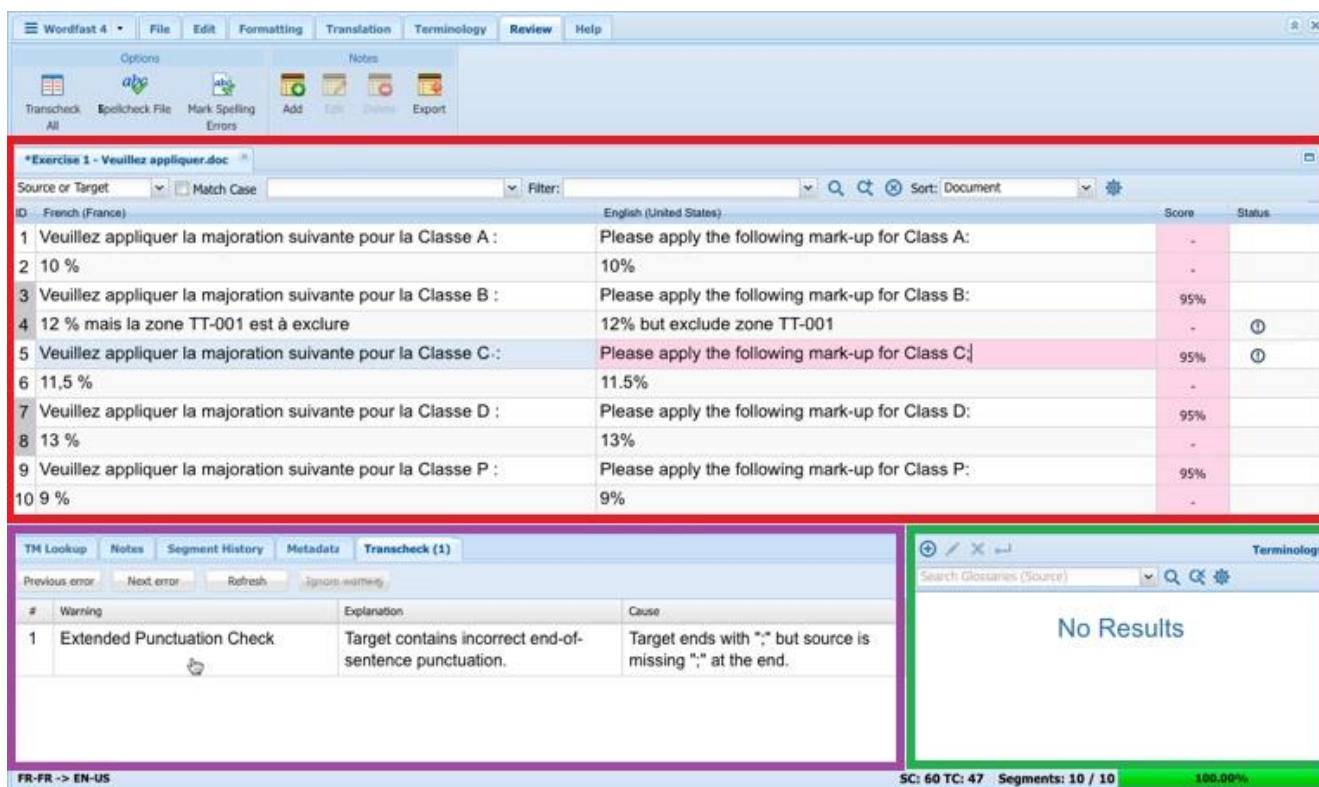 Wordfast 4 File Edit Formatting Translation Terminology Review Help
Options Notes
Transcheck All Spellcheck File Mark Spelling Errors Add Edit Delete Export
*Exercise 1 - Veuillez appliquer.doc
Source or Target Match Case Filter: Sort: Document
ID French (France) English (United States) Score Status
1 Veuillez appliquer la majoration suivante pour la Classe A : Please apply the following mark-up for Class A: -
2 10 % 10% -
3 Veuillez appliquer la majoration suivante pour la Classe B : Please apply the following mark-up for Class B: 95%
4 12 % mais la zone TT-001 est à exclure 12% but exclude zone TT-001 -
5 Veuillez appliquer la majoration suivante pour la Classe C : Please apply the following mark-up for Class C; 95%
6 11,5 % 11.5% -
7 Veuillez appliquer la majoration suivante pour la Classe D : Please apply the following mark-up for Class D: 95%
8 13 % 13% -
9 Veuillez appliquer la majoration suivante pour la Classe P : Please apply the following mark-up for Class P: 95%
10 9 % 9% -
TM Lookup Notes Segment History Metadata Transcheck (1)
Previous error Next error Refresh Ignore warning
# Warning Explanation Cause
1 Extended Punctuation Check Target contains incorrect end-of-sentence punctuation. Target ends with ";" but source is missing ";" at the end.
Terminology
Search Glossaries (Source)
No Results
FR-FR -> EN-US SC: 60 TC: 47 Segments: 10 / 10 100.00%